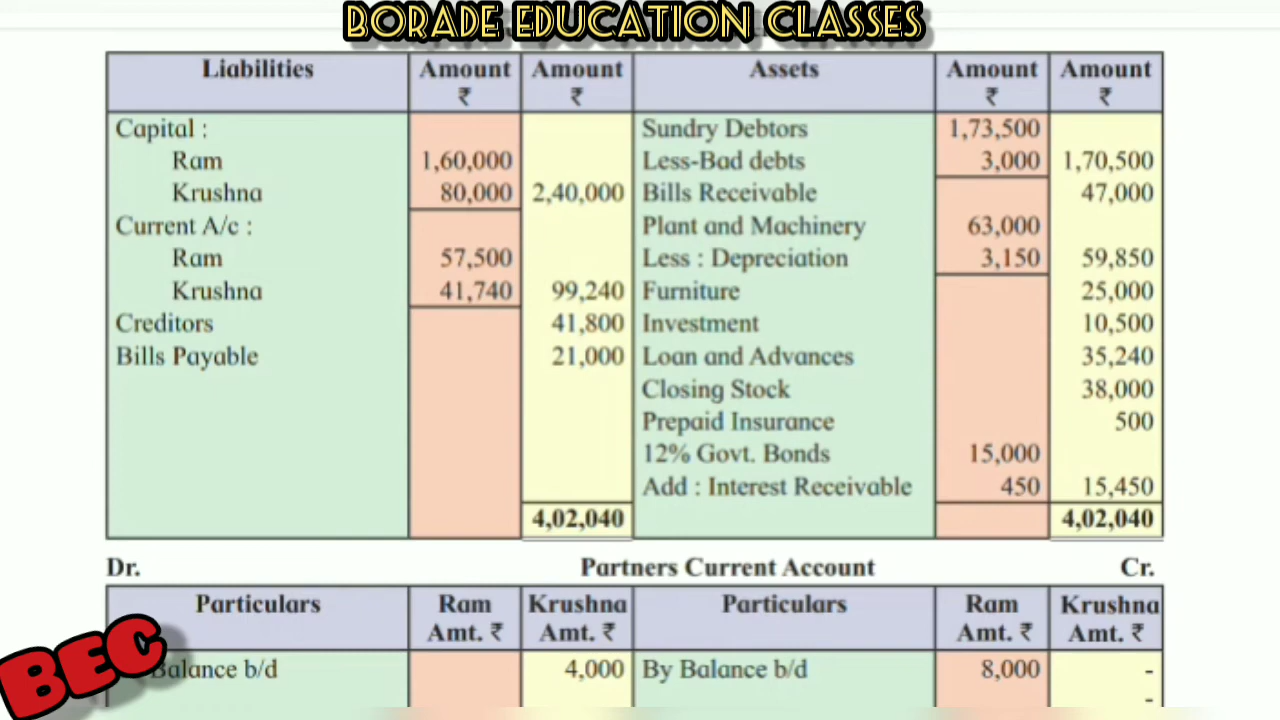 BORADE EDUCATION CLASSES
Liabilities Amount ₹ Amount ₹ Assets Amount ₹ Amount ₹
Capital : Sundry Debtors 1,73,500
Ram 1,60,000 Less-Bad debts 3,000 1,70,500
Krushna 80,000 2,40,000 Bills Receivable 47,000
Current A/c : Plant and Machinery 63,000
Ram 57,500 Less : Depreciation 3,150 59,850
Krushna 41,740 99,240 Furniture 25,000
Creditors 41,800 Investment 10,500
Bills Payable 21,000 Loan and Advances 35,240
Closing Stock 38,000
Prepaid Insurance 500
12% Govt. Bonds 15,000
Add : Interest Receivable 450 15,450
4,02,040 4,02,040
Dr. Partners Current Account Cr.
Particulars Ram Amt. ₹ Krushna Amt. ₹ Particulars Ram Amt. ₹ Krushna Amt. ₹
Balance b/d 4,000 By Balance b/d 8,000 -
-
BEC